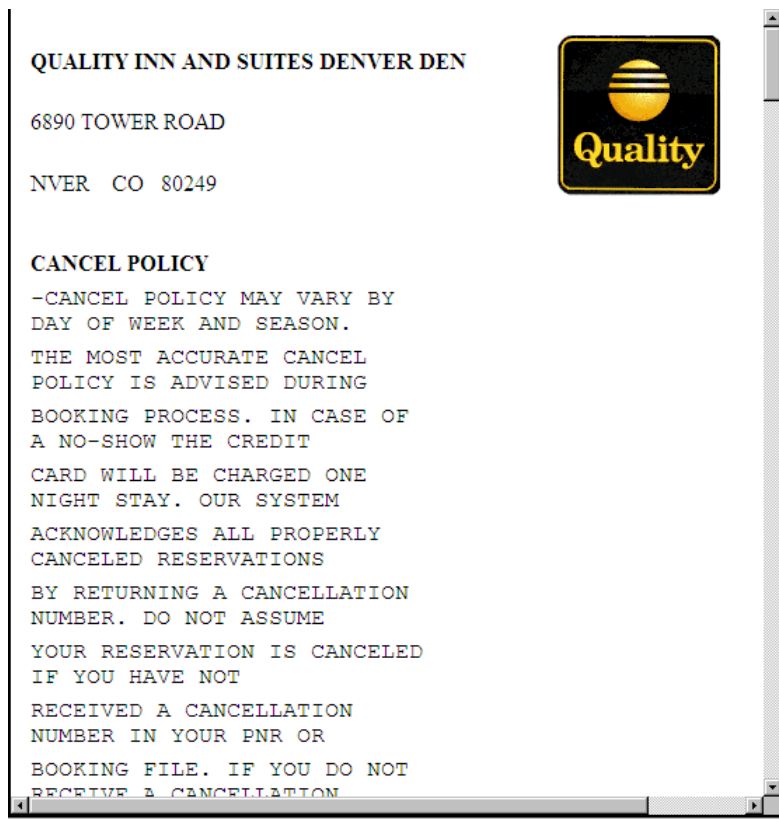 QUALITY INN AND SUITES DENVER DEN
6890 TOWER ROAD
NVER CO 80249
Quality
CANCEL POLICY
-CANCEL POLICY MAY VARY BY
DAY OF WEEK AND SEASON.
THE MOST ACCURATE CANCEL
POLICY IS ADVISED DURING
BOOKING PROCESS. IN CASE OF
A NO-SHOW THE CREDIT
CARD WILL BE CHARGED ONE
NIGHT STAY. OUR SYSTEM
ACKNOWLEDGES ALL PROPERLY
CANCELED RESERVATIONS
BY RETURNING A CANCELLATION
NUMBER. DO NOT ASSUME
YOUR RESERVATION IS CANCELED
IF YOU HAVE NOT
RECEIVED A CANCELLATION
NUMBER IN YOUR PNR OR
BOOKING FILE. IF YOU DO NOT
RECEIVE A CANCELLATION